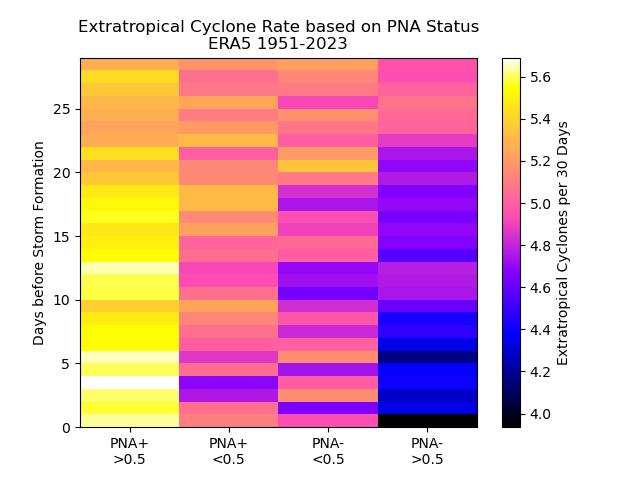 Extratropical Cyclone Rate based on PNA Status
ERA5 1951-2023
Days before Storm Formation
25
20
15
10
5
0
PNA+
>0.5
PNA+
<0.5
PNA-
<0.5
PNA-
>0.5
5.6
5.4
5.2
5.0
4.8
4.6
4.4
4.2
4.0
Extratropical Cyclones per 30 Days